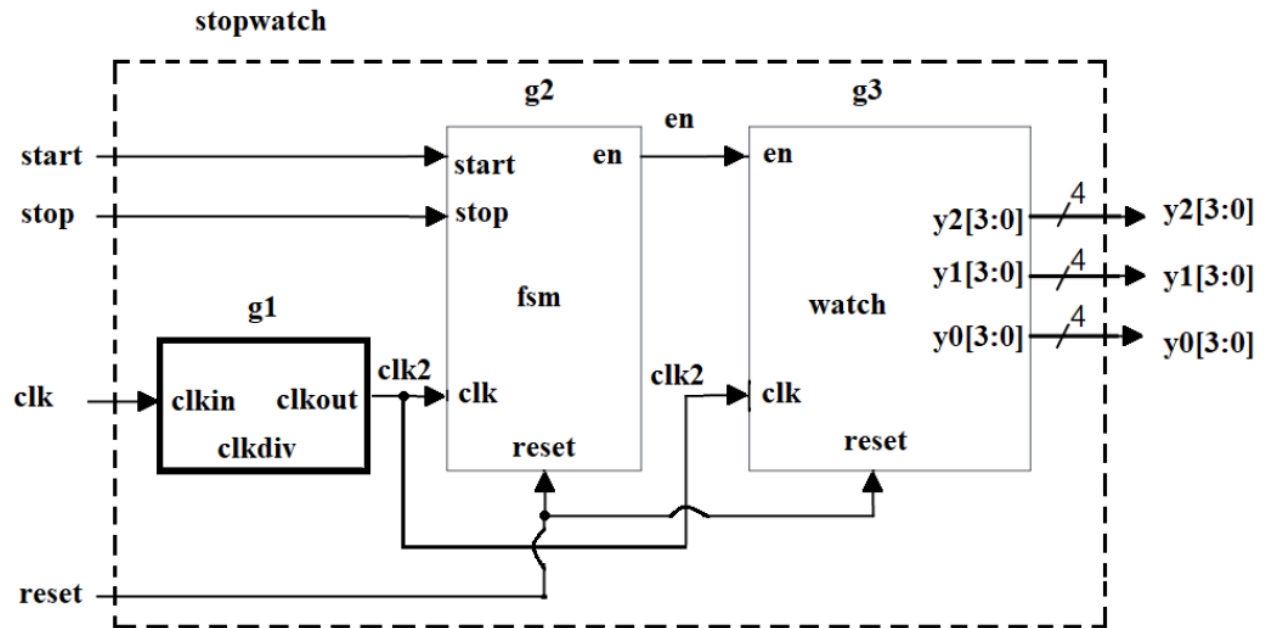 stopwatch
g2
g3
en
start
start
en
en
stop
stop
4
y2[3:0]
y2[3:0]
4
y1[3:0]
y1[3:0]
fsm
watch
g1
4
y0[3:0]
y0[3:0]
clk2
clk2
clk
clkin
clkout
clk
clk
clkdiv
reset
reset
reset